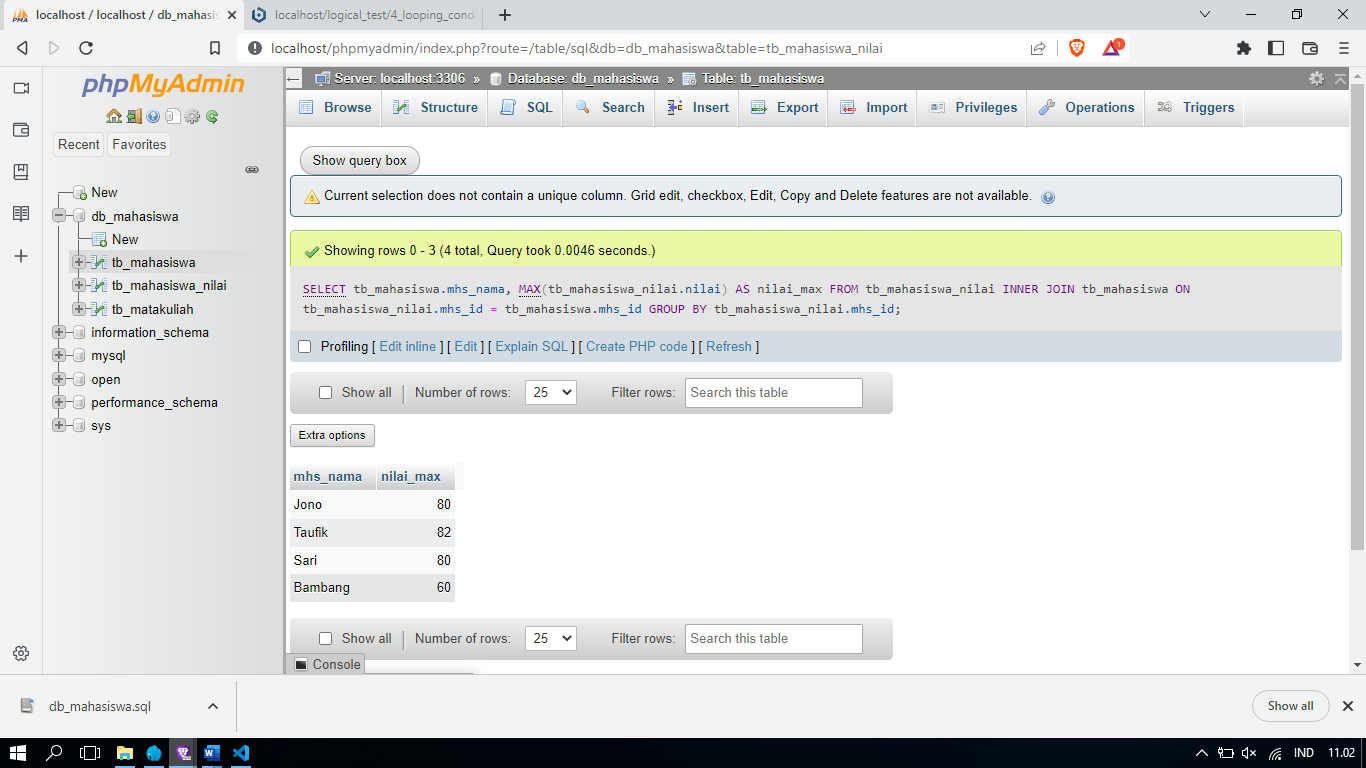 localhost / localhost / db_mahasis
localhost/logical_test/4_looping_cond
localhost/phpmyadmin/index.php?route=/table/sql&db=db_mahasiswa&table=tb_mahasiswa_nilai
1
phpMyAdmin
Recent
Favorites
New
db_mahasiswa
New
tb_mahasiswa
tb_mahasiswa_nilai
tb_matakuliah
information_schema
mysql
open
performance_schema
sys
Server: localhost:3306 » Database: db_mahasiswa » Table: tb_mahasiswa
Browse Structure SQL Search Insert Export Import Privileges Operations Triggers
Show query box
Current selection does not contain a unique column. Grid edit, checkbox, Edit, Copy and Delete features are not available.
Showing rows 0 - 3 (4 total, Query took 0.0046 seconds.)
SELECT tb_mahasiswa.mhs_nama, MAX(tb_mahasiswa_nilai.nilai) AS nilai_max FROM tb_mahasiswa_nilai INNER JOIN tb_mahasiswa ON
tb_mahasiswa_nilai.mhs_id = tb_mahasiswa.mhs_id GROUP BY tb_mahasiswa_nilai.mhs_id;
Profiling [ Edit inline ] [ Edit ] [ Explain SQL ] [ Create PHP code ] [ Refresh ]
Show all Number of rows: 25 Filter rows: Search this table
Extra options
mhs_nama nilai_max
Jono 80
Taufik 82
Sari 80
Bambang 60
Show all Number of rows: 25 Filter rows: Search this table
Console
db_mahasiswa.sql
Show all
IND 11.02